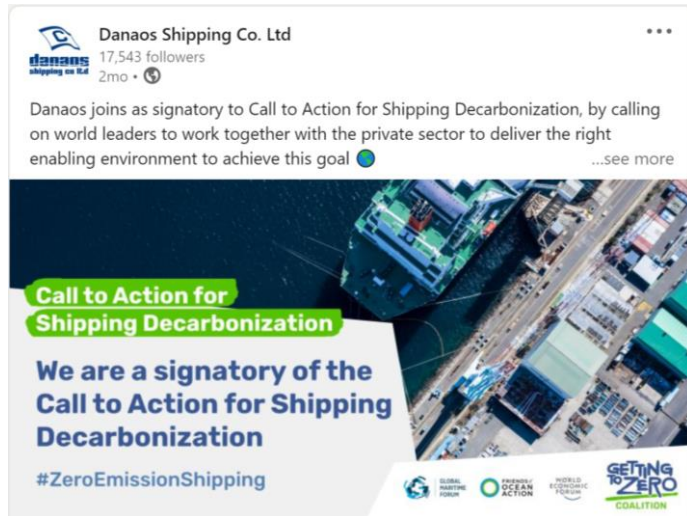 Danaos Shipping Co. Ltd
17,543 followers
2mo •
danaos
shipping co ltd
Danaos joins as signatory to Call to Action for Shipping Decarbonization, by calling
on world leaders to work together with the private sector to deliver the right
enabling environment to achieve this goal
...see more
Call to Action for
Shipping Decarbonization
We are a signatory of the
Call to Action for Shipping
Decarbonization
#ZeroEmissionShipping
GLOBAL
MARITIME
FORUM
FRIENDS of
OCEAN
ACTION
WORLD
ECONOMIC
FORUM
GETTING
TO ZERO
COALITION